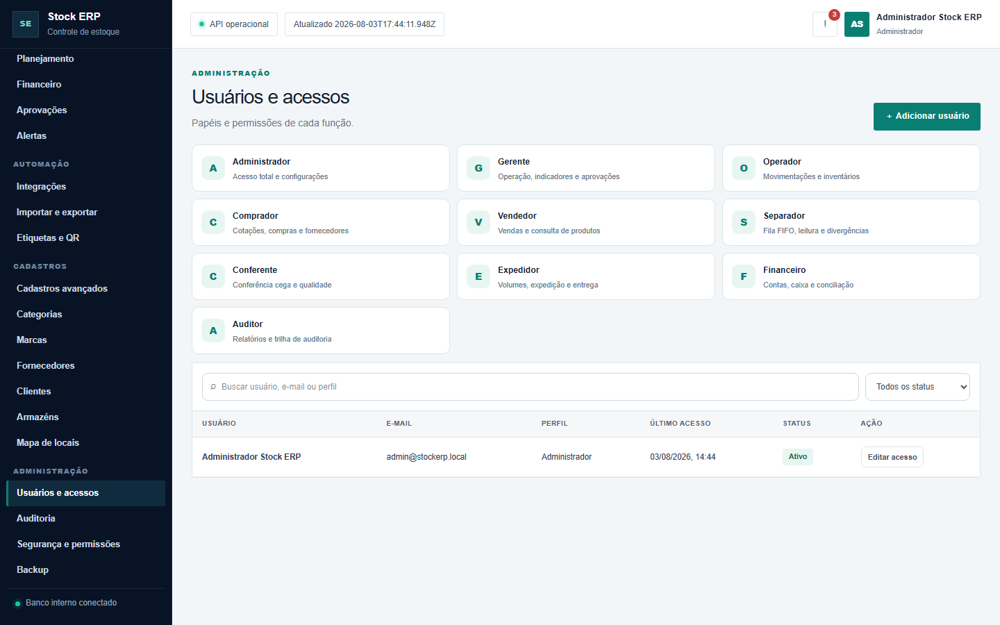 SE
Stock ERP
Controle de estoque
Planejamento
Financeiro
Aprovações
Alertas
AUTOMAÇÃO
Integrações
Importar e exportar
Etiquetas e QR
CADASTROS
Cadastros avançados
Categorias
Marcas
Fornecedores
Clientes
Armazéns
Mapa de locais
ADMINISTRAÇÃO
Usuários e acessos
Auditoria
Segurança e permissões
Backup
Banco interno conectado
API operacional
Atualizado 2026-08-03T17:44:11.948Z
!
3
AS
Administrador Stock ERP
Administrador
ADMINISTRAÇÃO
Usuários e acessos
Papéis e permissões de cada função.
+ Adicionar usuário
A
Administrador
Acesso total e configurações
G
Gerente
Operação, indicadores e aprovações
O
Operador
Movimentações e inventários
C
Comprador
Cotações, compras e fornecedores
V
Vendedor
Vendas e consulta de produtos
S
Separador
Fila FIFO, leitura e divergências
C
Conferente
Conferência cega e qualidade
E
Expedidor
Volumes, expedição e entrega
F
Financeiro
Contas, caixa e conciliação
A
Auditor
Relatórios e trilha de auditoria
⌕ Buscar usuário, e-mail ou perfil
Todos os status
USUÁRIO E-MAIL PERFIL ÚLTIMO ACESSO STATUS AÇÃO
Administrador Stock ERP admin@stockerp.local Administrador 03/08/2026, 14:44 Ativo Editar acesso